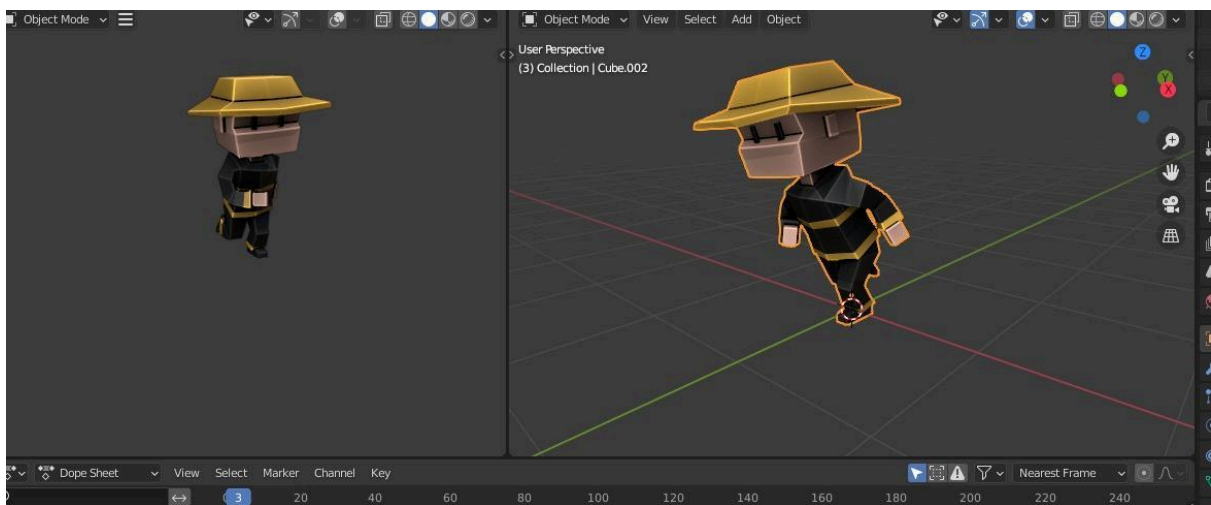 Object Mode
Object Mode View Select Add Object
User Perspective
(3) Collection | Cube.002
Z
Y
X
Dope Sheet View Select Marker Channel Key
Nearest Frame
3 20 40 60 80 100 120 140 160 180 200 220 240